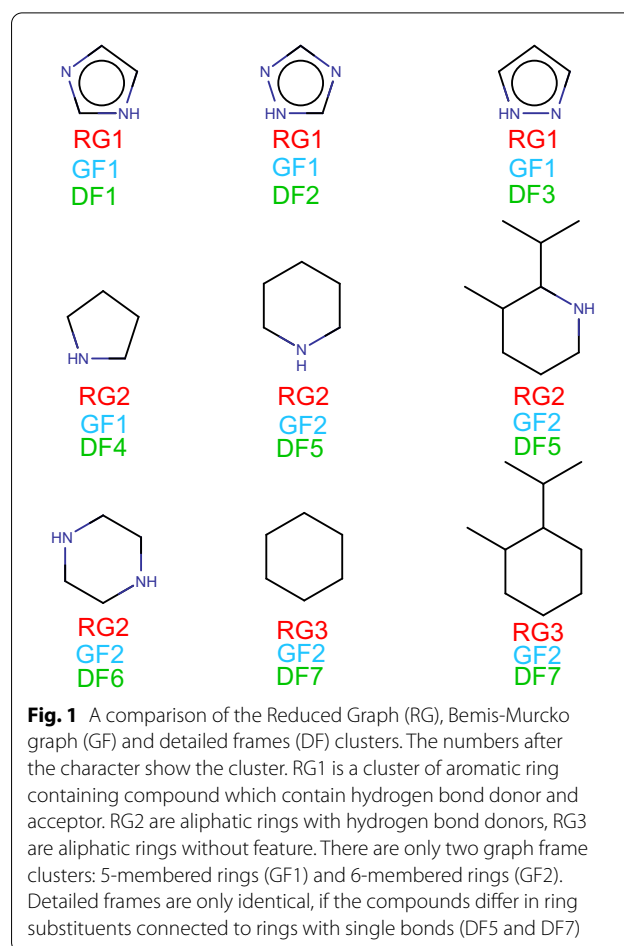 N
NH
RG1
GF1
DF1
N
N
HN
RG1
GF1
DF2
HN
N
RG1
GF1
DF3
HN
RG2
GF1
DF4
N
H
RG2
GF2
DF5
NH
RG2
GF2
DF5
HN
NH
RG2
GF2
DF6
RG3
GF2
DF7
RG3
GF2
DF7
Fig. 1 A comparison of the Reduced Graph (RG), Bemis-Murcko
graph (GF) and detailed frames (DF) clusters. The numbers after
the character show the cluster. RG1 is a cluster of aromatic ring
containing compound which contain hydrogen bond donor and
acceptor. RG2 are aliphatic rings with hydrogen bond donors, RG3
are aliphatic rings without feature. There are only two graph frame
clusters: 5-membered rings (GF1) and 6-membered rings (GF2).
Detailed frames are only identical, if the compounds differ in ring
substituents connected to rings with single bonds (DF5 and DF7)